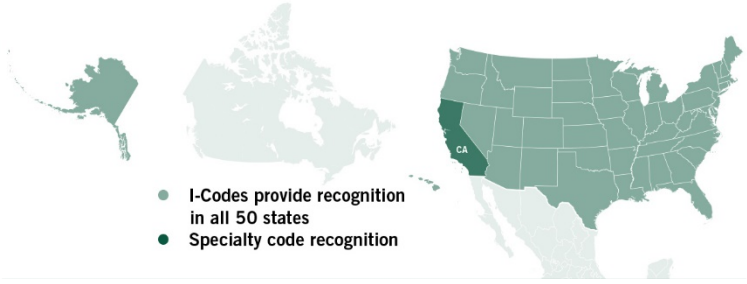 CA
I-Codes provide recognition
in all 50 states
Specialty code recognition